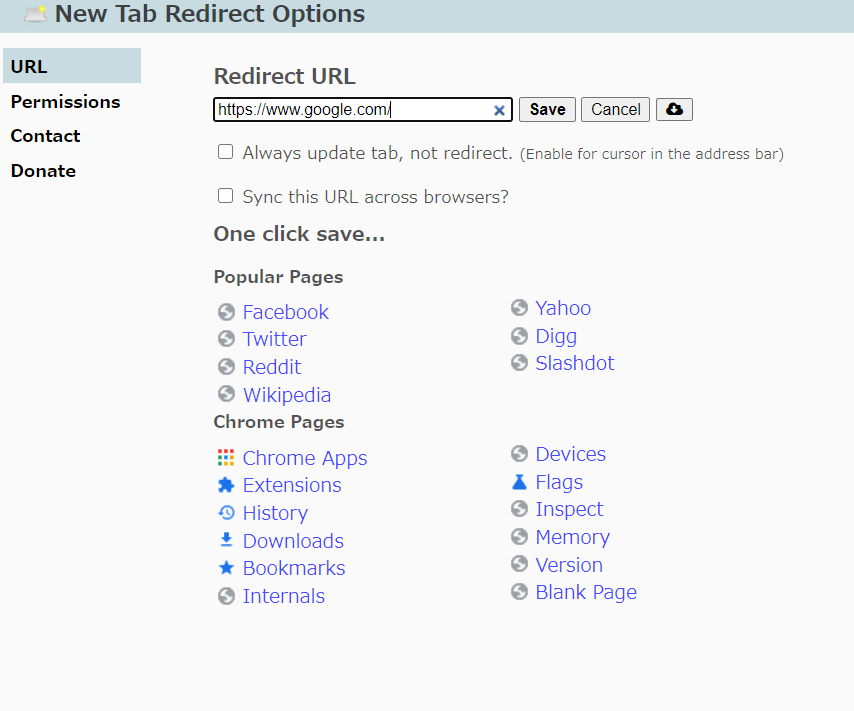 New Tab Redirect Options
URL
Permissions
Contact
Donate
Redirect URL
https://www.google.com/
Save
Cancel
Always update tab, not redirect. (Enable for cursor in the address bar)
Sync this URL across browsers?
One click save...
Popular Pages
Facebook
Twitter
Reddit
Wikipedia
Yahoo
Digg
Slashdot
Chrome Pages
Chrome Apps
Extensions
History
Downloads
Bookmarks
Internals
Devices
Flags
Inspect
Memory
Version
Blank Page